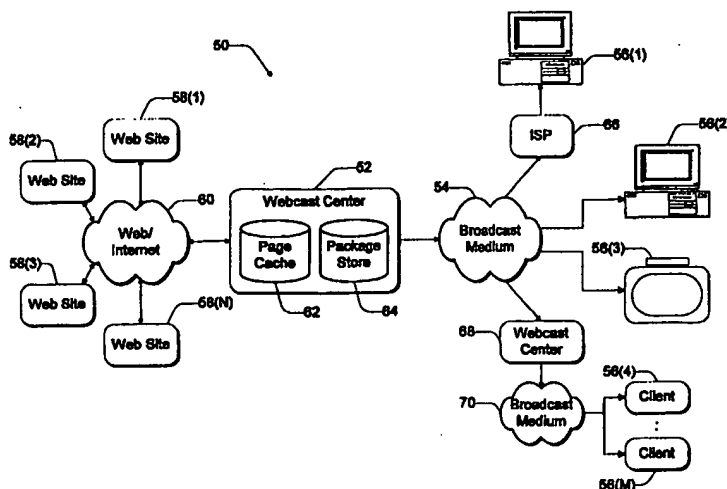 50
58(1)
Web Site
58(2)
Web Site
60
Web/
Internet
58(3)
Web Site
58(N)
Web Site
52
Webcast Center
Page
Cache
Package
Store
62
64
54
Broadcast
Medium
56(1)
ISP
66
56(2
56(3)
68
Webcast
Center
70
Broadcast
Medium
56(4)
Client
:
Client
56(M)